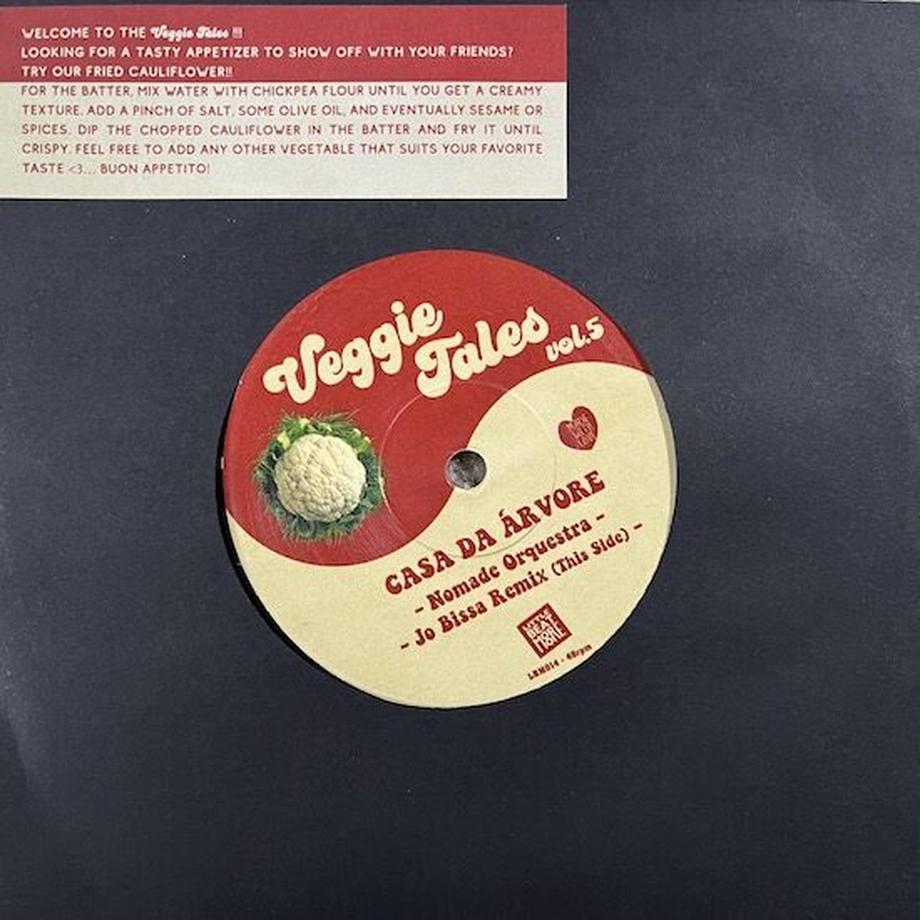 WELCOME TO THE Veggie Tales !!!
LOOKING FOR A TASTY APPETIZER TO SHOW OFF WITH YOUR FRIENDS?
TRY OUR FRIED CAULIFLOWER!!
FOR THE BATTER, MIX WATER WITH CHICKPEA FLOUR UNTIL YOU GET A CREAMY
TEXTURE. ADD A PINCH OF SALT, SOME OLIVE OIL, AND EVENTUALLY SESAME OR
SPICES. DIP THE CHOPPED CAULIFLOWER IN THE BATTER AND FRY IT UNTIL
CRISPY. FEEL FREE TO ADD ANY OTHER VEGETABLE THAT SUITS YOUR FAVORITE
TASTE <3... BUON APPETITO!
Veggie
Tales
vol.5
CASA DA ÁRVORE
- Nomade Orquestra -
- Jo Bissa Remix (This Side) -
LITTLE
BEAT
MORE
LBM014 - 45rpm